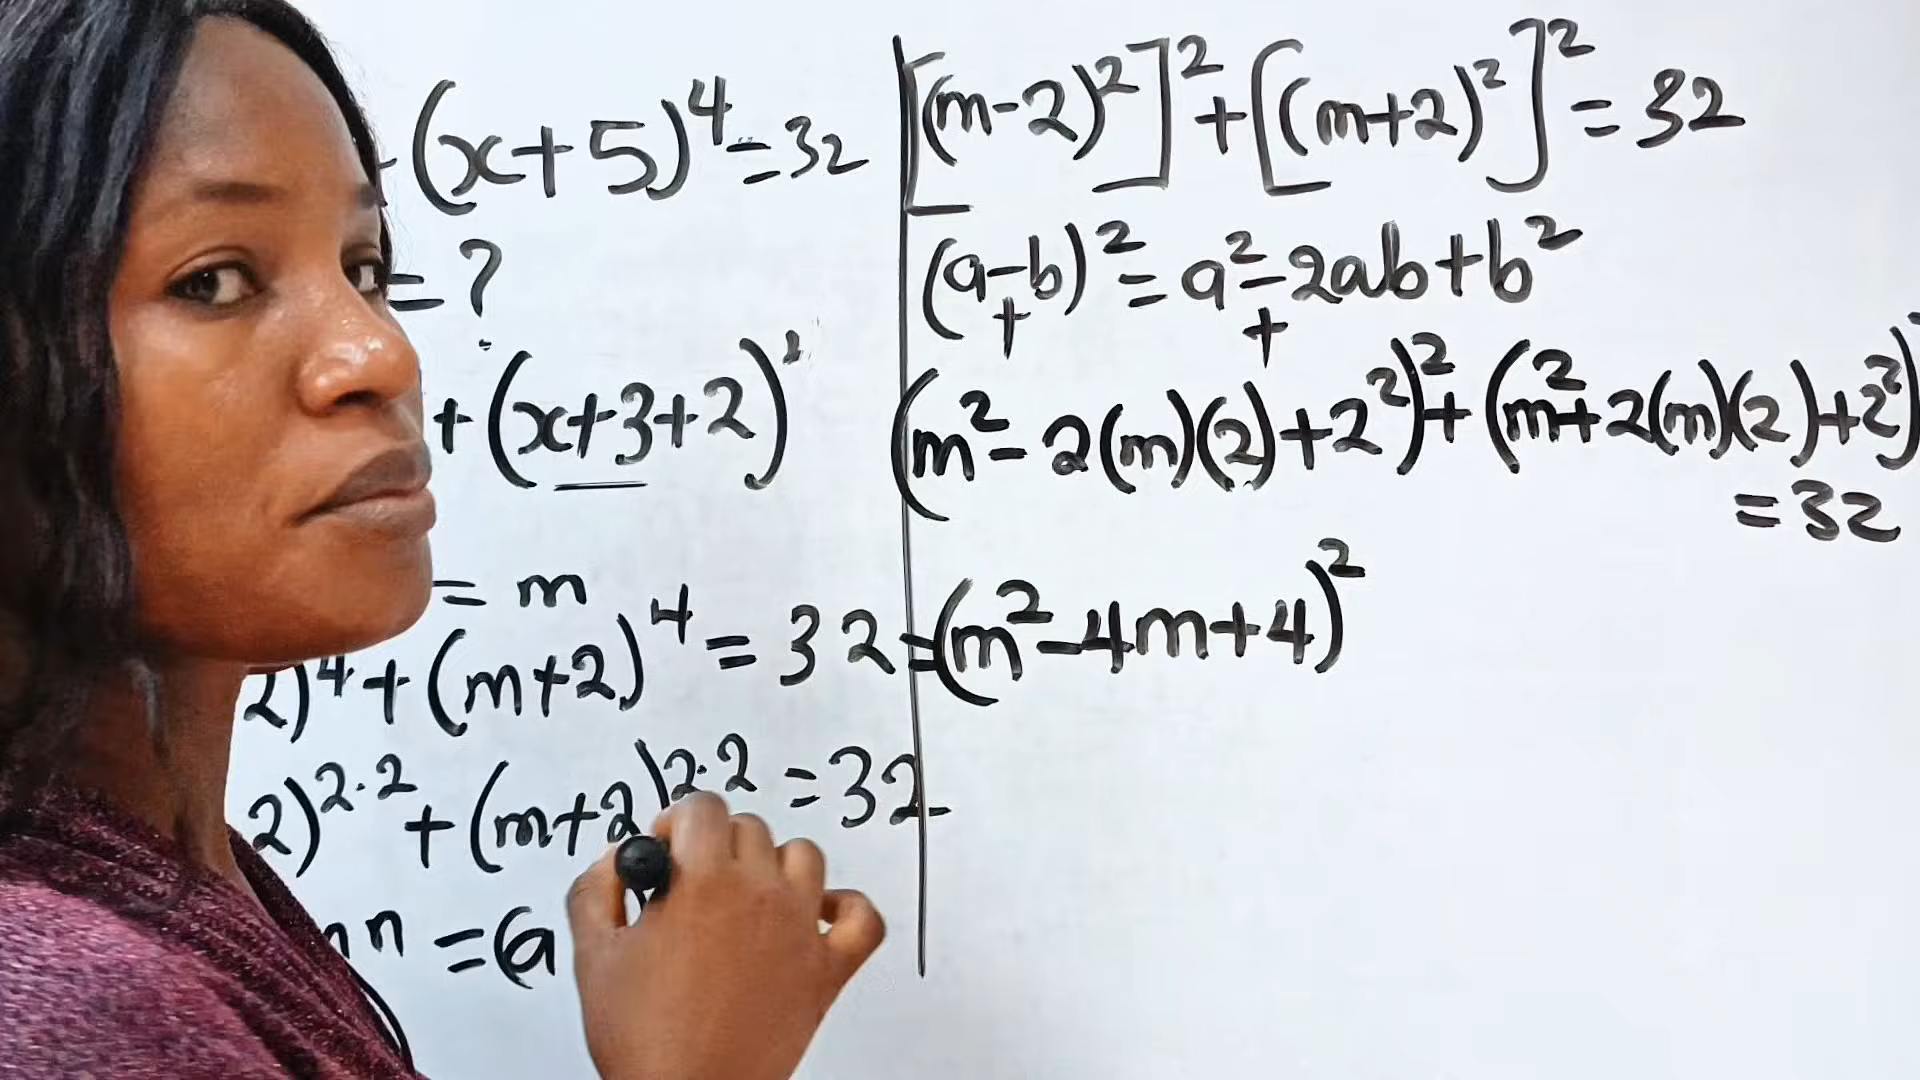 (x+5)⁴=32
=?
+(x+3+2)
= m
2)⁴+(m+2)⁴=32
2)²·²+(m+2)²·²=32
n =(a
[(m-2)²]²+[(m+2)²]²=32
(a-b)²=a²-2ab+b²
+ +
(m²-2(m)(2)+2²)²+(m²+2(m)(2)+2²)
=32
=(m²-4m+4)²